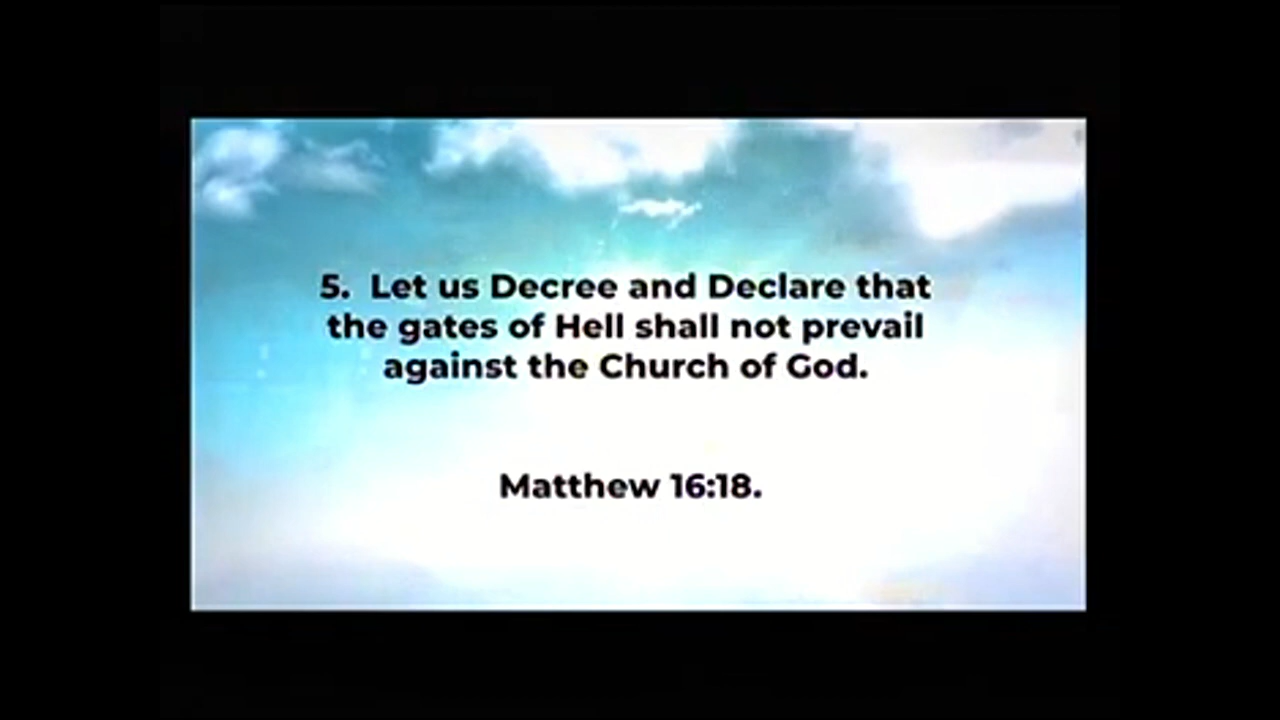 5. Let us Decree and Declare that
the gates of Hell shall not prevail
against the Church of God.
Matthew 16:18.